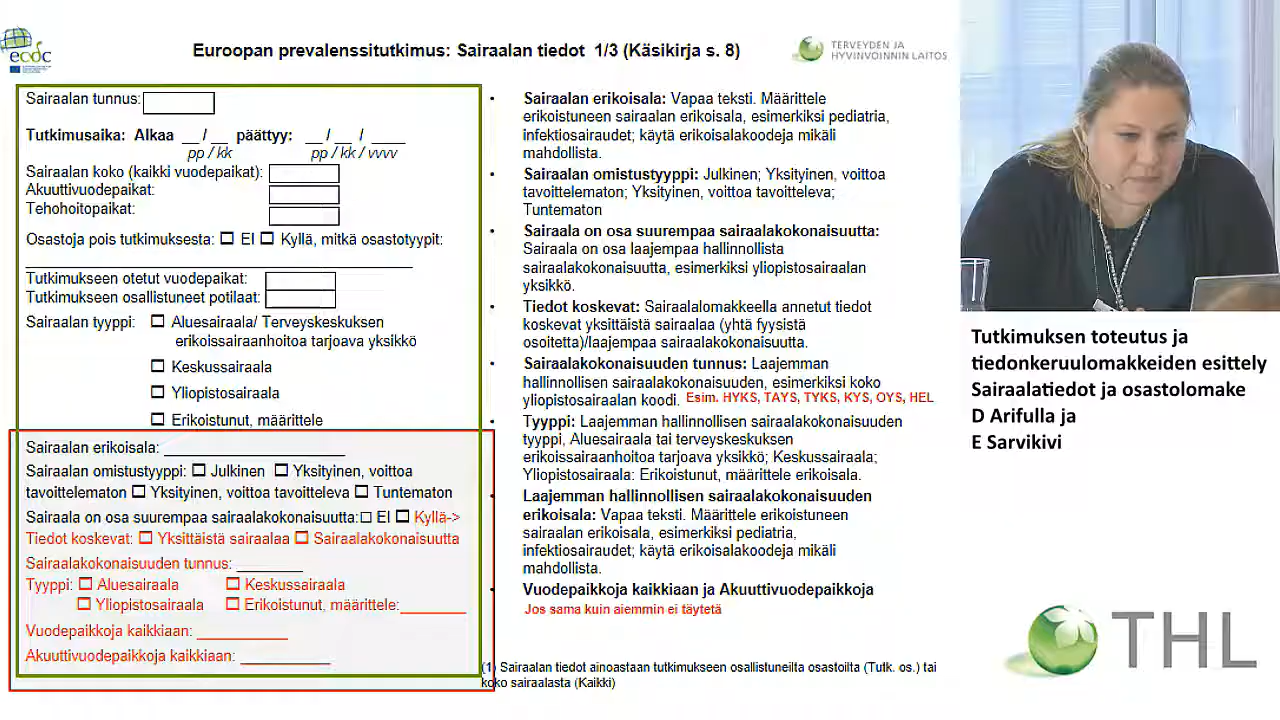 ecdc
Euroopan prevalenssitutkimus: Sairaalan tiedot 1/3 (Käsikirja s. 8)
TERVEYDEN JA
HYVINVOINNIN LAITOS
Sairaalan tunnus:
Tutkimusaika: Alkaa __ / __ päättyy: __ / __ / ____
pp / kk pp / kk / vvvv
Sairaalan koko (kaikki vuodepaikat):
Akuuttivuodepaikat:
Tehohoitopaikat:
Osastoja pois tutkimuksesta: ☐ EI ☐ Kyllä, mitkä osastotyypit:
Tutkimukseen otetut vuodepaikat:
Tutkimukseen osallistuneet potilaat:
Sairaalan tyyppi: ☐ Aluesairaala/ Terveyskeskuksen
erikoissairaanhoitoa tarjoava yksikkö
☐ Keskussairaala
☐ Yliopistosairaala
☐ Erikoistunut, määrittele
Sairaalan erikoisala: ____
Sairaalan omistustyyppi: ☐ Julkinen ☐ Yksityinen, voittoa
tavoittelematon ☐ Yksityinen, voittoa tavoitteleva ☐ Tuntematon
Sairaala on osa suurempaa sairaalakokonaisuutta: ☐ EI ☐ Kyllä->
Tiedot koskevat: ☐ Yksittäistä sairaalaa ☐ Sairaalakokonaisuutta
Sairaalakokonaisuuden tunnus: ____
Tyyppi: ☐ Aluesairaala ☐ Keskussairaala
☐ Yliopistosairaala ☐ Erikoistunut, määrittele:____
Vuodepaikkoja kaikkiaan: ____
Akuuttivuodepaikkoja kaikkiaan: ____
• Sairaalan erikoisala: Vapaa teksti. Määrittele
erikoistuneen sairaalan erikoisala, esimerkiksi pediatria,
infektiosairaudet; käytä erikoisalakoodeja mikäli
mahdollista.
• Sairaalan omistustyyppi: Julkinen; Yksityinen, voittoa
tavoittelematon; Yksityinen, voittoa tavoitteleva;
Tuntematon
• Sairaala on osa suurempaa sairaalakokonaisuutta:
Sairaala on osa laajempaa hallinnollista
sairaalakokonaisuutta, esimerkiksi yliopistosairaalan
yksikkö.
• Tiedot koskevat: Sairaalalomakkeella annetut tiedot
koskevat yksittäistä sairaalaa (yhtä fyysistä
osoitetta)/laajempaa sairaalakokonaisuutta.
• Sairaalakokonaisuuden tunnus: Laajemman
hallinnollisen sairaalakokonaisuuden, esimerkiksi koko
yliopistosairaalan koodi. Esim. HYKS, TAYS, TYKS, KYS, OYS, HEL
• Tyyppi: Laajemman hallinnollisen sairaalakokonaisuuden
tyyppi, Aluesairaala tai terveyskeskuksen
erikoissairaanhoitoa tarjoava yksikkö; Keskussairaala;
Yliopistosairaala: Erikoistunut, määrittele erikoisala.
• Laajemman hallinnollisen sairaalakokonaisuuden
erikoisala: Vapaa teksti. Määrittele erikoistuneen
sairaalan erikoisala, esimerkiksi pediatria,
infektiosairaudet; käytä erikoisalakoodeja mikäli
mahdollista.
• Vuodepaikkoja kaikkiaan ja Akuuttivuodepaikkoja
Jos sama kuin aiemmin ei täytetä
(1) Sairaalan tiedot ainoastaan tutkimukseen osallistuneilta osastoilta (Tutk. os.) tai
koko sairaalasta (Kaikki)
Tutkimuksen toteutus ja
tiedonkeruulomakkeiden esittely
Sairaalatiedot ja osastolomake
D Arifulla ja
E Sarvikivi
THL